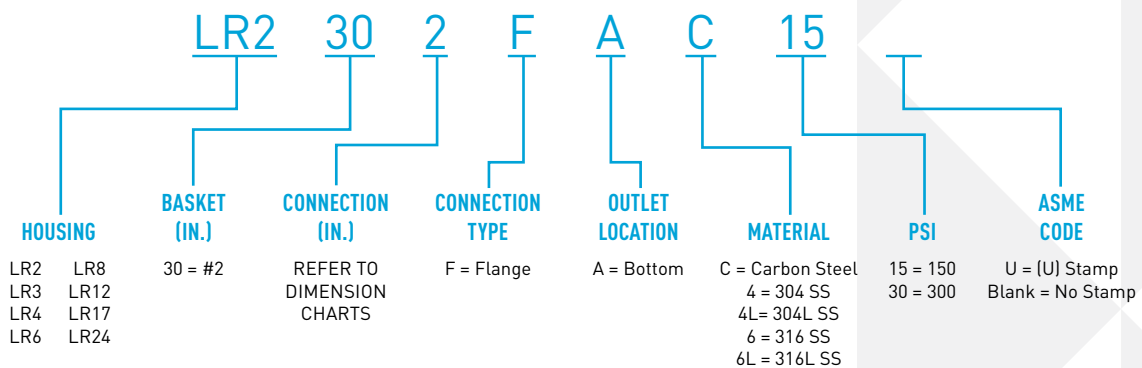 LR2 30 2 F A C 15
HOUSING
LR2 LR8
LR3 LR12
LR4 LR17
LR6 LR24
BASKET
(IN.)
30 = #2
CONNECTION
(IN.)
REFER TO
DIMENSION
CHARTS
CONNECTION
TYPE
F = Flange
OUTLET
LOCATION
A = Bottom
MATERIAL
C = Carbon Steel
4 = 304 SS
4L= 304L SS
6 = 316 SS
6L = 316L SS
PSI
15 = 150
30 = 300
ASME
CODE
U = (U) Stamp
Blank = No Stamp